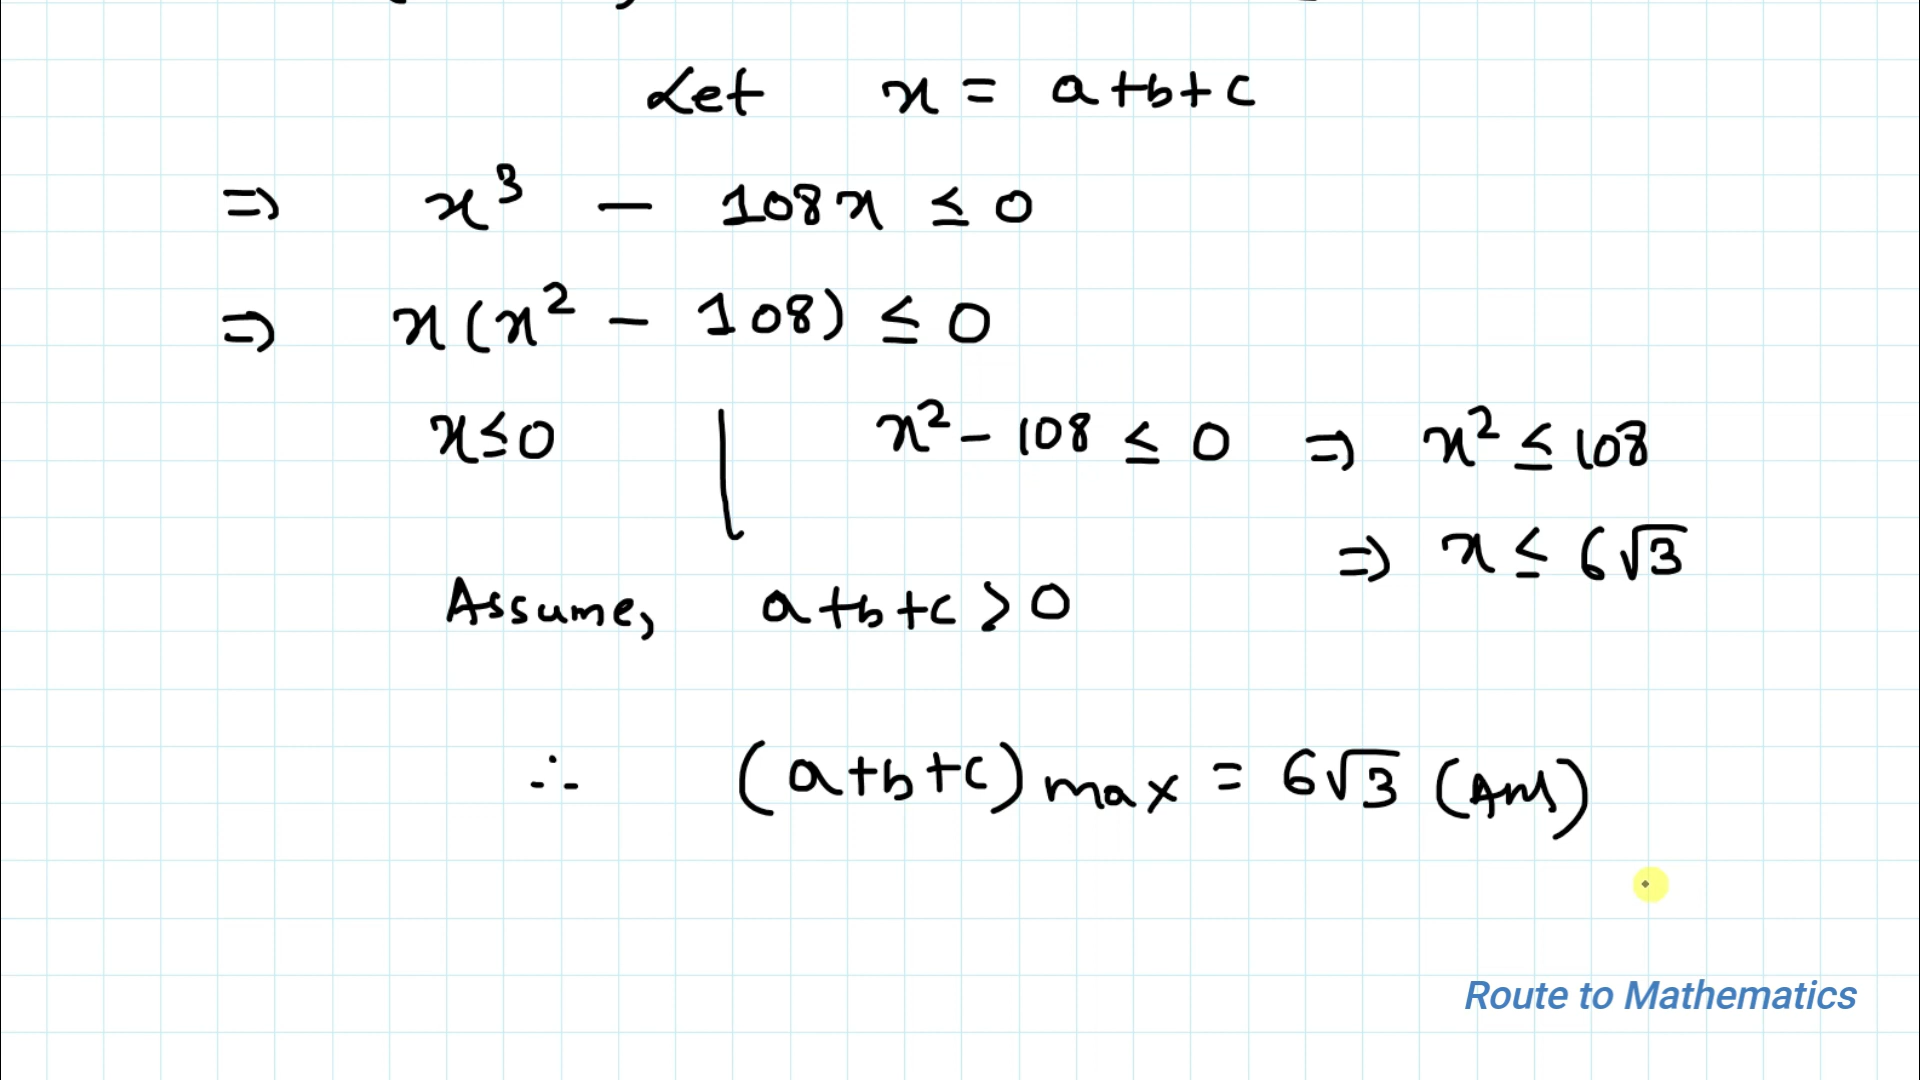 Let x = a+b+c
⇒ x³ − 108x ≤ 0
⇒ x(x² − 108) ≤ 0
x≤0 | x² − 108 ≤ 0 ⇒ x² ≤ 108
⇒ x ≤ 6√3
Assume, a+b+c > 0
∴ (a+b+c)max = 6√3 (Ans)
Route to Mathematics